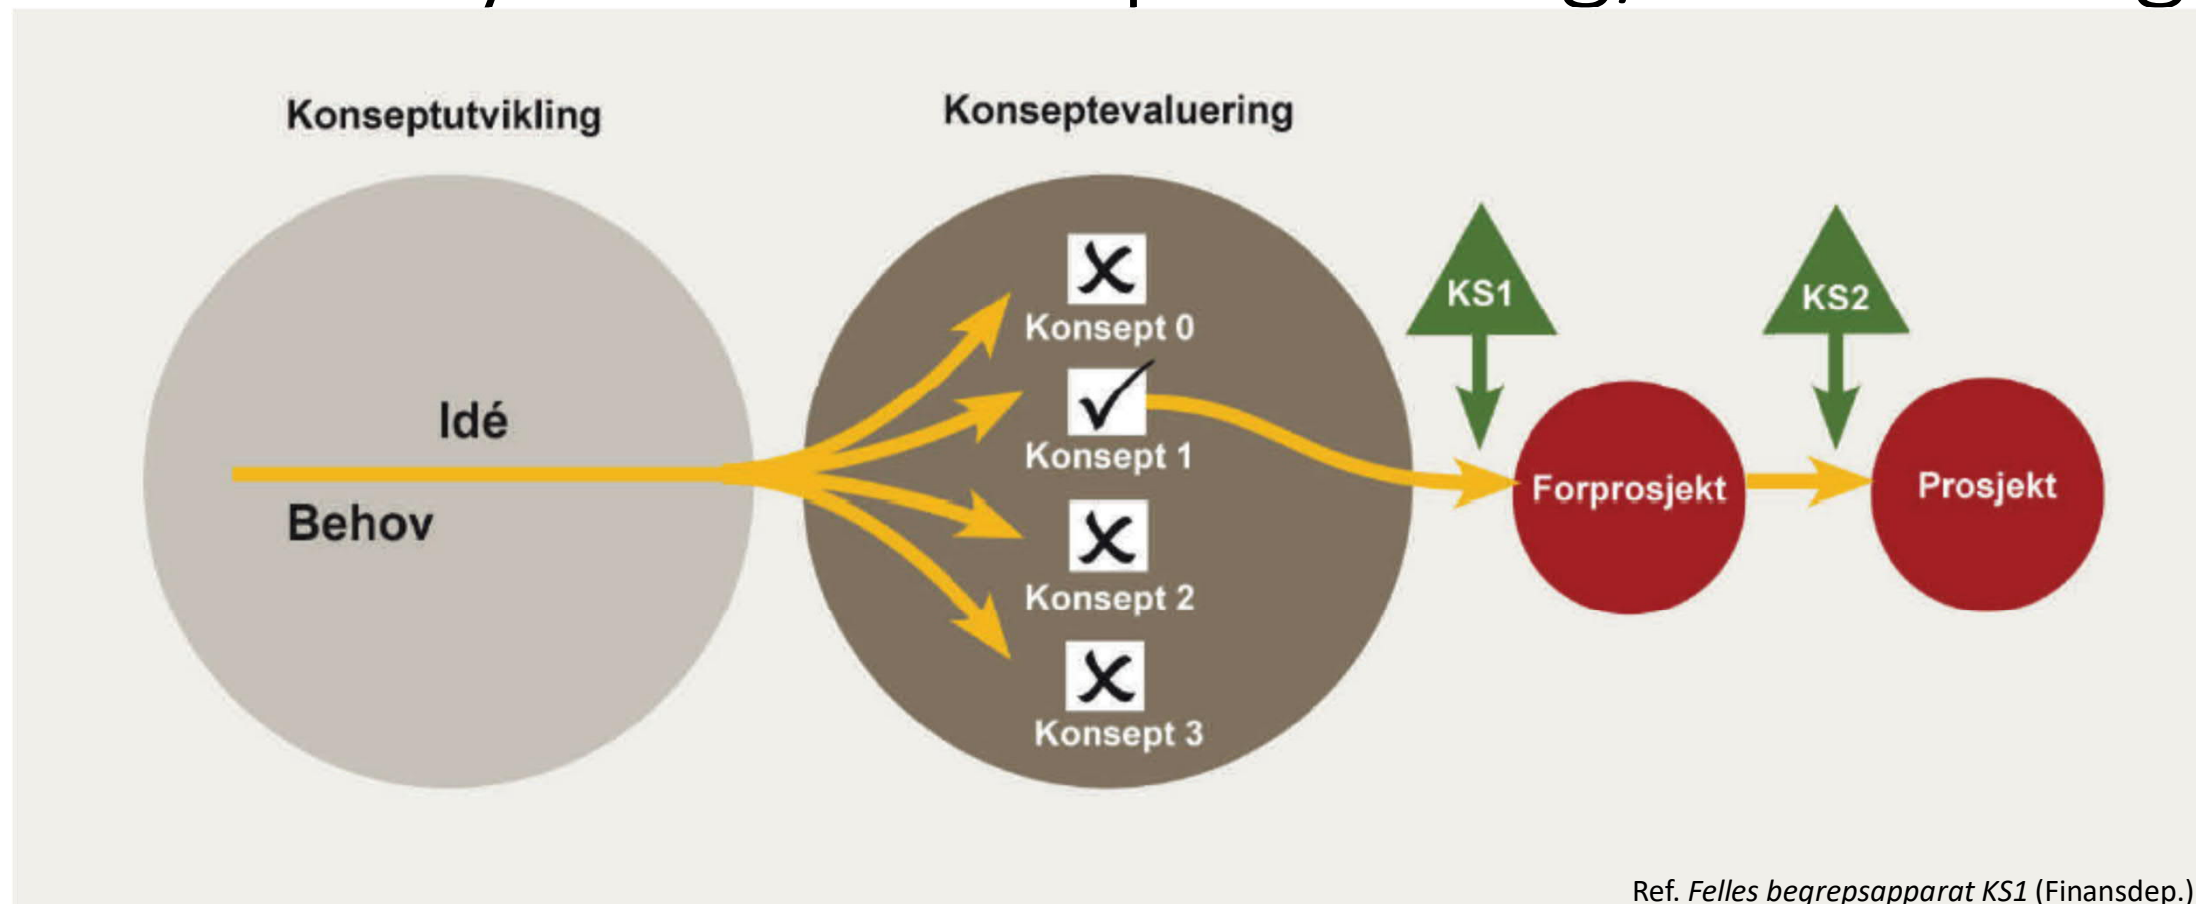 Konseptutvikling
Konseptevaluering
Idé
Behov
Konsept 0
Konsept 1
Konsept 2
Konsept 3
KS1
KS2
Forprosjekt
Prosjekt
Ref. Felles begrepsapparat KS1 (Finansdep.)